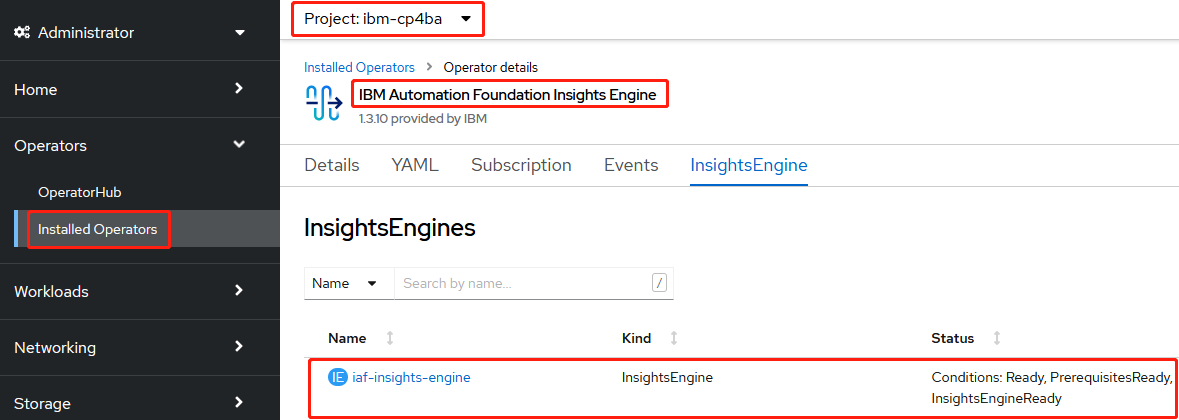 Administrator
Home
Operators
OperatorHub
Installed Operators
Workloads
Networking
Storage
Project: ibm-cp4ba
Installed Operators > Operator details
IBM Automation Foundation Insights Engine
1.3.10 provided by IBM
Details YAML Subscription Events InsightsEngine
InsightsEngines
Name Search by name... /
Name Kind Status
IE iaf-insights-engine InsightsEngine Conditions: Ready, PrerequisitesReady,
InsightsEngineReady